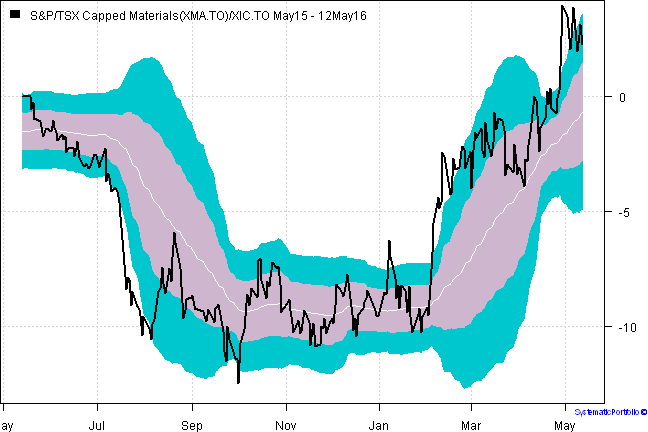 S&P/TSX Capped Materials(XMA.TO)/XIC.TO May15 - 12May16
0
-5
-10
ay Jul Sep Nov Jan Mar May
SystematicPortfolio ©